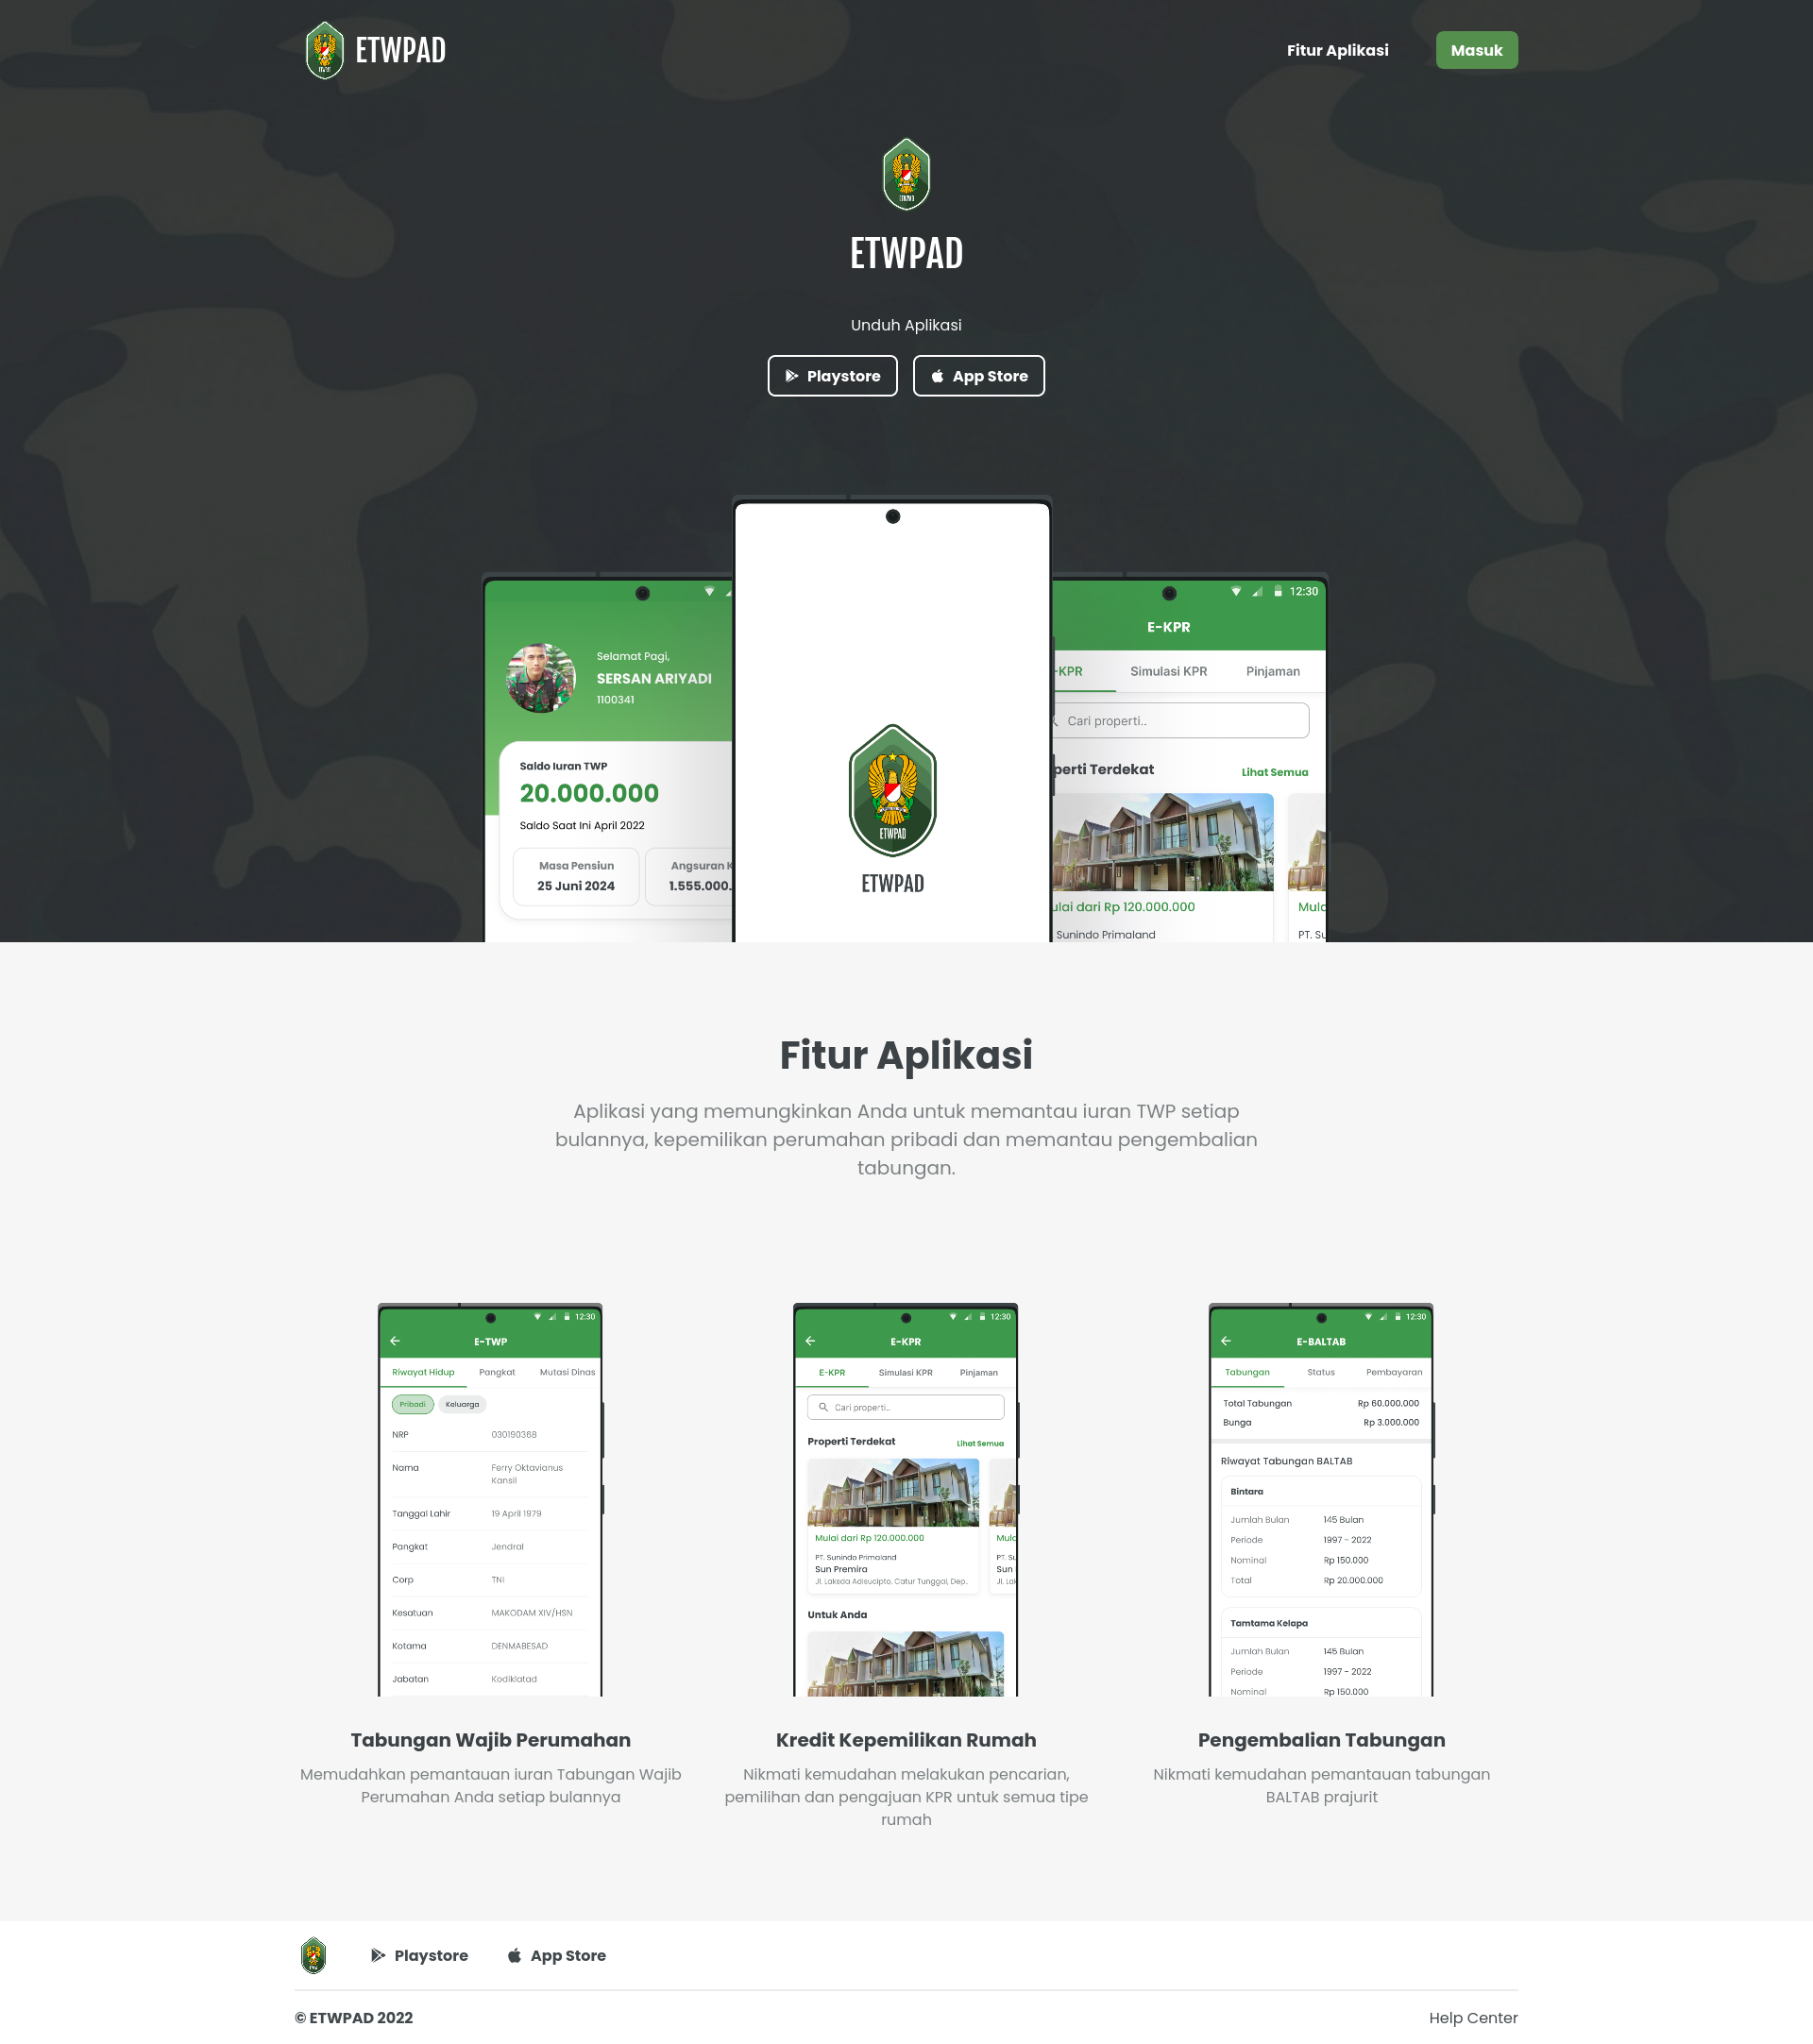 ETWPAD
Fitur Aplikasi
Masuk
ETWPAD
ETWPAD
Unduh Aplikasi
Playstore
App Store
Selamat Pagi,
SERSAN ARIYADI
1100341
Saldo Iuran TWP
20.000.000
Saldo Saat Ini April 2022
Masa Pensiun
25 Juni 2024
Angsuran K
1.555.000.
ETWPAD
ETWPAD
12:30
E-KPR
-KPR
Simulasi KPR
Pinjaman
Cari properti..
perti Terdekat
Lihat Semua
ulai dari Rp 120.000.000
Mulc
Sunindo Primaland
PT. Su
Fitur Aplikasi
Aplikasi yang memungkinkan Anda untuk memantau iuran TWP setiap
bulannya, kepemilikan perumahan pribadi dan memantau pengembalian
tabungan.
12:30
E-TWP
Riwayat Hidup
Pangkat
Mutasi Dinas
Pribadi
Keluarga
NRP
030190368
Nama
Ferry Oktavianus
Kansil
Tanggal Lahir
19 April 1979
Pangkat
Jendral
Corp
TNI
Kesatuan
MAKODAM XIV/HSN
Kotama
DENMABESAD
Jabatan
Kodiklatad
Tabungan Wajib Perumahan
Memudahkan pemantauan iuran Tabungan Wajib
Perumahan Anda setiap bulannya
12:30
E-KPR
E-KPR
Simulasi KPR
Pinjaman
Cari properti..
Properti Terdekat
Lihat Semua
Mulai dari Rp 120.000.000
Mulc
PT. Sunindo Primaland
PT. Su
Sun Premira
Sun
Jl. Laksda Adisucipto, Catur Tunggal, Dep..
Jl. Lak
Untuk Anda
Kredit Kepemilikan Rumah
Nikmati kemudahan melakukan pencarian,
pemilihan dan pengajuan KPR untuk semua tipe
rumah
12:30
E-BALTAB
Tabungan
Status
Pembayaran
Total Tabungan
Rp 60.000.000
Bunga
Rp 3.000.000
Riwayat Tabungan BALTAB
Bintara
Jumlah Bulan
145 Bulan
Periode
1997 - 2022
Nominal
Rp 150.000
Total
Rp 20.000.000
Tamtama Kelapa
Jumlah Bulan
145 Bulan
Periode
1997 - 2022
Nominal
Rp 150.000
Pengembalian Tabungan
Nikmati kemudahan pemantauan tabungan
BALTAB prajurit
Playstore
App Store
© ETWPAD 2022
Help Center